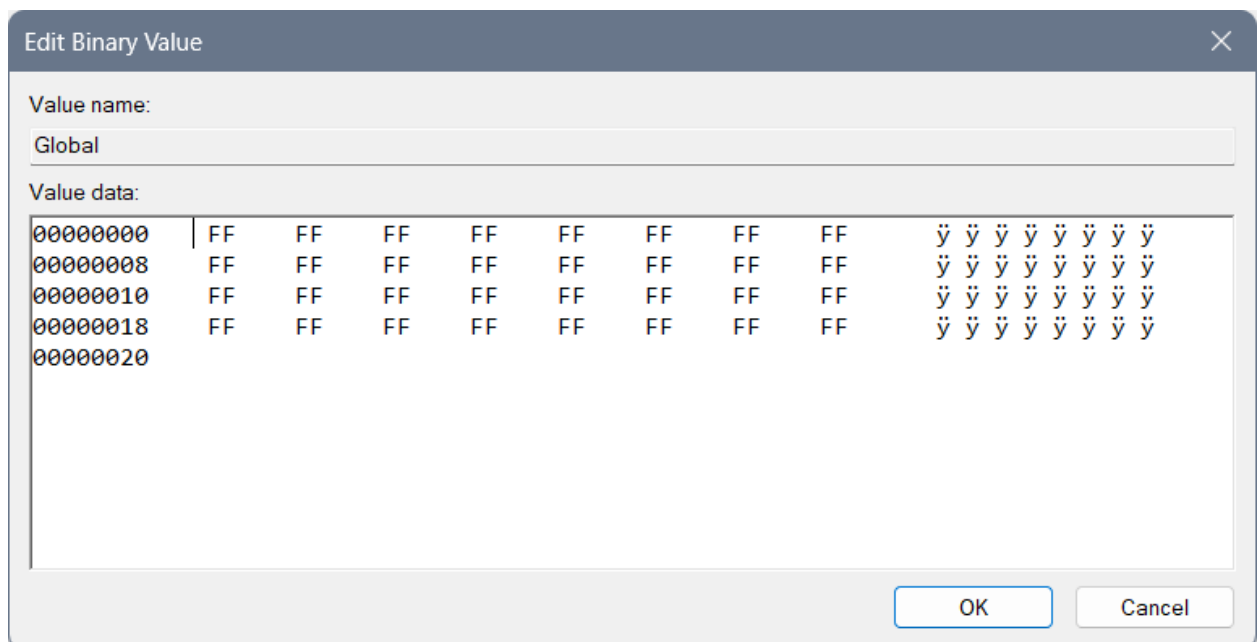 Edit Binary Value
Value name:
Global
Value data:
00000000 FF FF FF FF FF FF FF FF ÿ ÿ ÿ ÿ ÿ ÿ ÿ ÿ
00000008 FF FF FF FF FF FF FF FF ÿ ÿ ÿ ÿ ÿ ÿ ÿ ÿ
00000010 FF FF FF FF FF FF FF FF ÿ ÿ ÿ ÿ ÿ ÿ ÿ ÿ
00000018 FF FF FF FF FF FF FF FF ÿ ÿ ÿ ÿ ÿ ÿ ÿ ÿ
00000020
OK Cancel